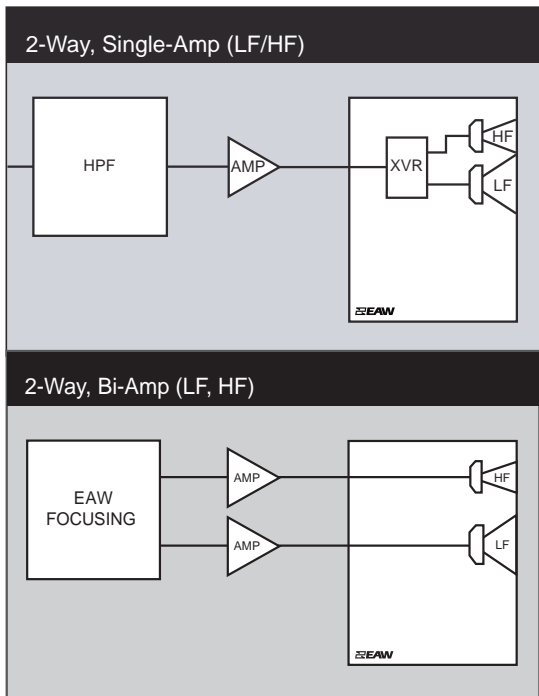 2-Way, Single-Amp (LF/HF)
HPF
AMP
XVR
HF
LF
EAW
2-Way, Bi-Amp (LF, HF)
EAW
FOCUSING
AMP
HF
AMP
LF
EAW